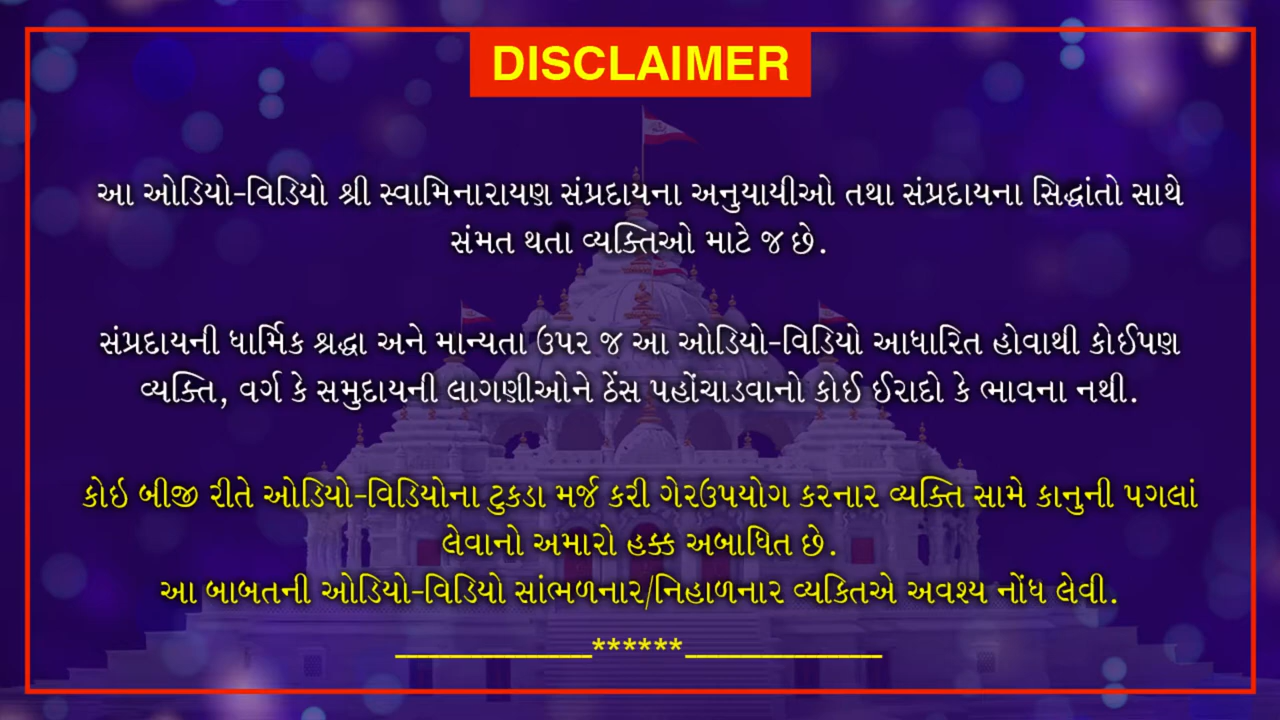 DISCLAIMER
આ ઓડિયો-વિડિયો શ્રી સ્વામિનારાયણ સંપ્રદાયના અનુયાયીઓ તથા સંપ્રદાયના સિદ્ધાંતો સાથે
સંમત થતા વ્યક્તિઓ માટે જ છે.
સંપ્રદાયની ધાર્મિક શ્રદ્ધા અને માન્યતા ઉપર જ આ ઓડિયો-વિડિયો આધારિત હોવાથી કોઈપણ
વ્યક્તિ, વર્ગ કે સમુદાયની લાગણીઓને ઠેંસ પહોંચાડવાનો કોઈ ઈરાદો કે ભાવના નથી.
કોઇ બીજી રીતે ઓડિયો-વિડિયોના ટુકડા મર્જ કરી ગેરઉપયોગ કરનાર વ્યક્તિ સામે કાનુની પગલાં
લેવાનો અમારો હક્ક અબાધિત છે.
આ બાબતની ઓડિયો-વિડિયો સાંભળનાર/નિહાળનાર વ્યકિતએ અવશ્ય નોંધ લેવી.
_______________******_______________